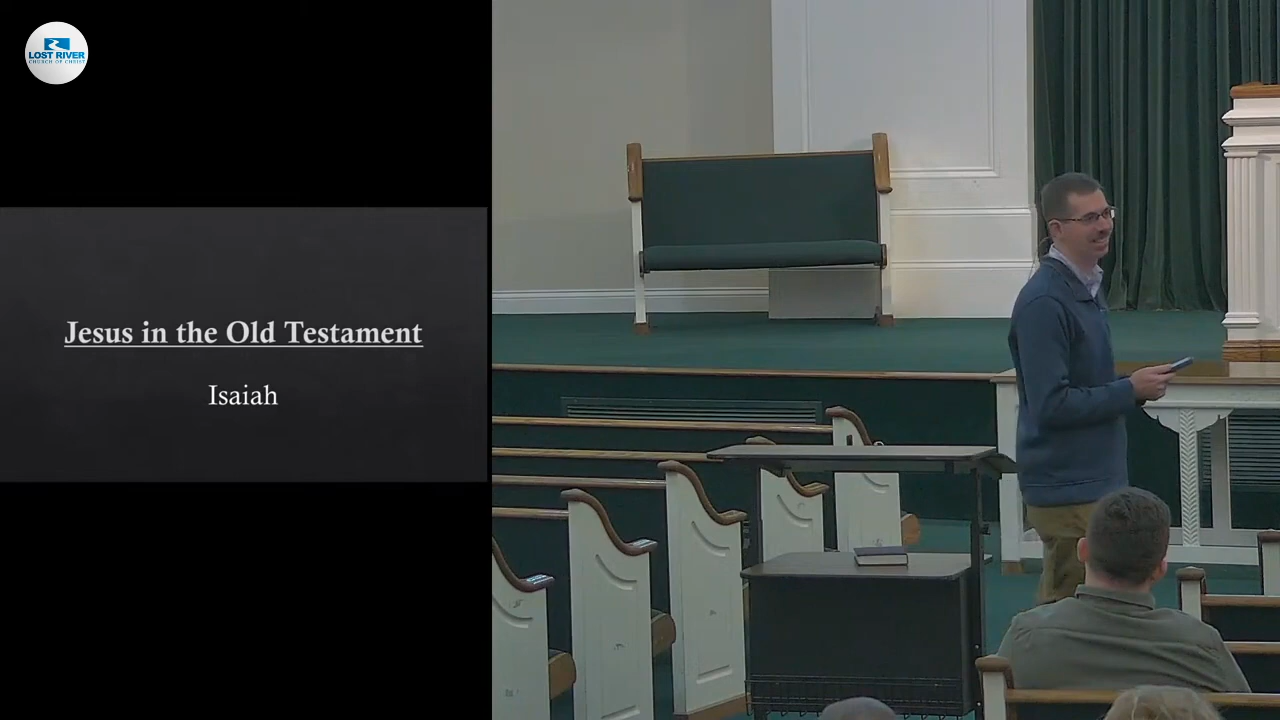 LOST RIVER
CHURCH OF CHRIST
Jesus in the Old Testament
Isaiah